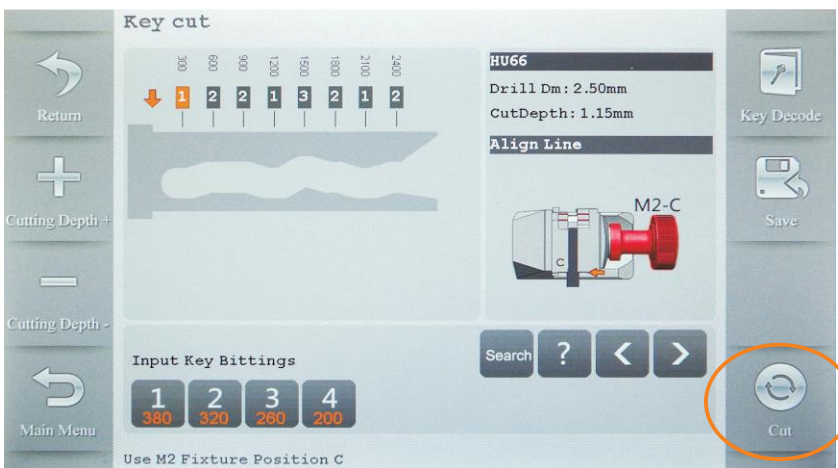 Key cut
Return
Cutting Depth +
Cutting Depth -
Main Menu
300 600 900 1200 1500 1800 2100 2400
1 2 2 1 3 2 1 2
HU66
Drill Dm: 2.50mm
CutDepth: 1.15mm
Align Line
M2-C
C
Input Key Bittings
1 2 3 4
380 320 260 200
Search ? < >
Use M2 Fixture Position C
Key Decode
Save
Cut